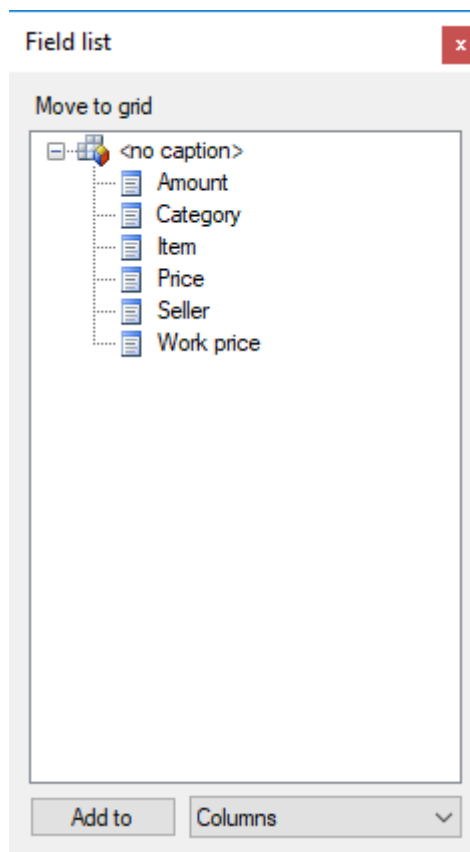 Field list
x
Move to grid
<no caption>
Amount
Category
Item
Price
Seller
Work price
Add to
Columns